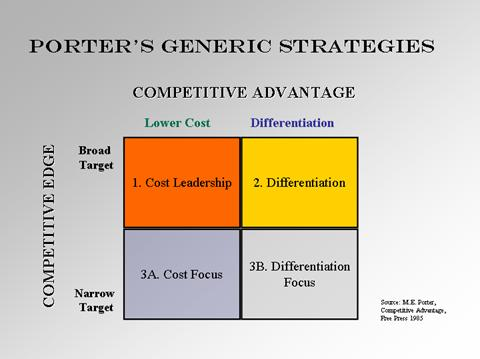 PORTER'S GENERIC STRATEGIES
COMPETITIVE ADVANTAGE
Lower Cost
Differentiation
COMPETITIVE EDGE
Broad
Target
1. Cost Leadership
2. Differentiation
3A. Cost Focus
3B. Differentiation
Focus
Narrow
Target
Source: M.E. Porter,
Competitive Advantage,
Free Press 1985